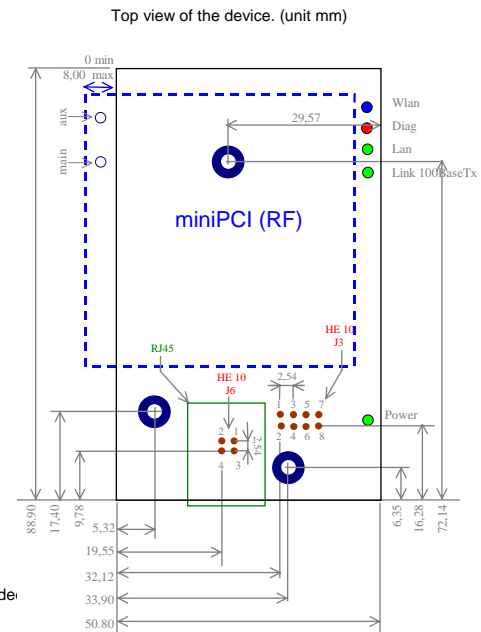 Top view of the device. (unit mm)
0 min
8,00 max
aux
main
29,57
Wlan
Diag
Lan
Link 100BaseTx
miniPCI (RF)
HE 10
J3
RJ45
HE 10
J6
2,54
1 3 5 7
2 4 6 8
2 1
4 3
2,54
Power
88.90
17,40
9,78
6,35
16,28
72,14
5,32
19,55
32,12
33,90
50.80